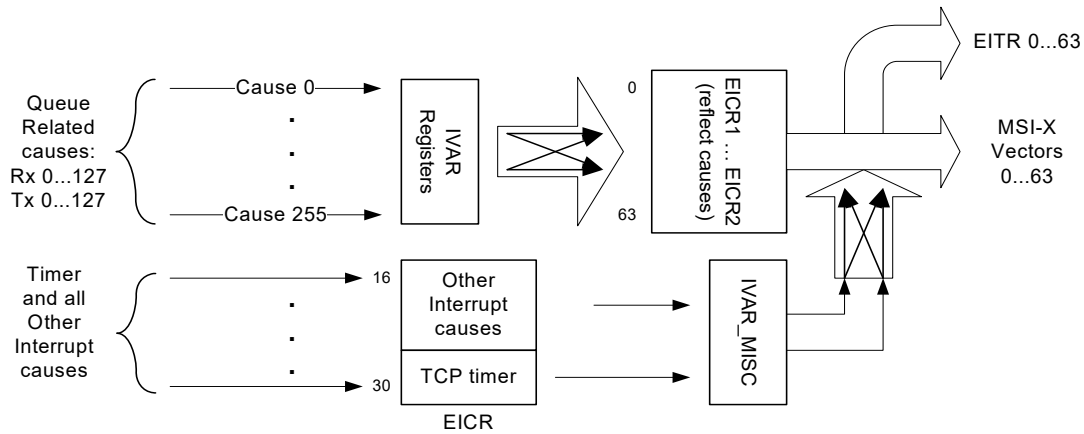 Queue
Related
causes:
Rx 0...127
Tx 0...127
Cause 0
.
.
.
.
Cause 255
IVAR
Registers
0
63
EICR1 ... EICR2
(reflect causes)
EITR 0...63
MSI-X
Vectors
0...63
Timer
and all
Other
Interrupt
causes
16
.
.
.
30
Other
Interrupt
causes
TCP timer
EICR
IVAR_MISC